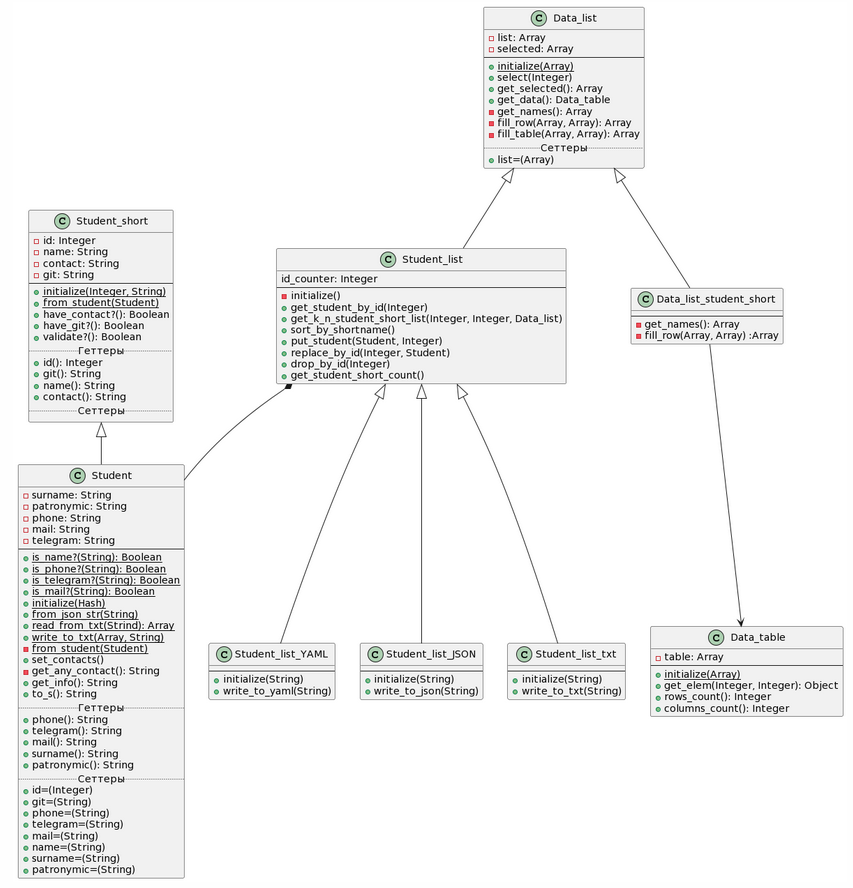 C Data_list
list: Array
selected: Array
initialize(Array)
select(Integer)
get_selected(): Array
get_data(): Data_table
get_names(): Array
fill_row(Array, Array): Array
fill_table(Array, Array): Array
Сеттеры
list=(Array)
C Student_short
id: Integer
name: String
contact: String
git: String
initialize(Integer, String)
from_student(Student)
have_contact?(): Boolean
have_git?(): Boolean
validate?(): Boolean
Геттеры
id(): Integer
git(): String
name(): String
contact(): String
Сеттеры
C Student_list
id_counter: Integer
initialize()
get_student_by_id(Integer)
get_k_n_student_short_list(Integer, Integer, Data_list)
sort_by_shortname()
put_student(Student, Integer)
replace_by_id(Integer, Student)
drop_by_id(Integer)
get_student_short_count()
C Data_list_student_short
get_names(): Array
fill_row(Array, Array) :Array
C Student
surname: String
patronymic: String
phone: String
mail: String
telegram: String
is_name?(String): Boolean
is_phone?(String): Boolean
is_telegram?(String): Boolean
is_mail?(String): Boolean
initialize(Hash)
from_json_str(String)
read_from_txt(Strind): Array
write_to_txt(Array, String)
from_student(Student)
set_contacts()
get_any_contact(): String
get_info(): String
to_s(): String
Геттеры
phone(): String
telegram(): String
mail(): String
surname(): String
patronymic(): String
Сеттеры
id=(Integer)
git=(String)
phone=(String)
telegram=(String)
mail=(String)
name=(String)
surname=(String)
patronymic=(String)
C Student_list_YAML
initialize(String)
write_to_yaml(String)
C Student_list_JSON
initialize(String)
write_to_json(String)
C Student_list_txt
initialize(String)
write_to_txt(String)
C Data_table
table: Array
initialize(Array)
get_elem(Integer, Integer): Object
rows_count(): Integer
columns_count(): Integer